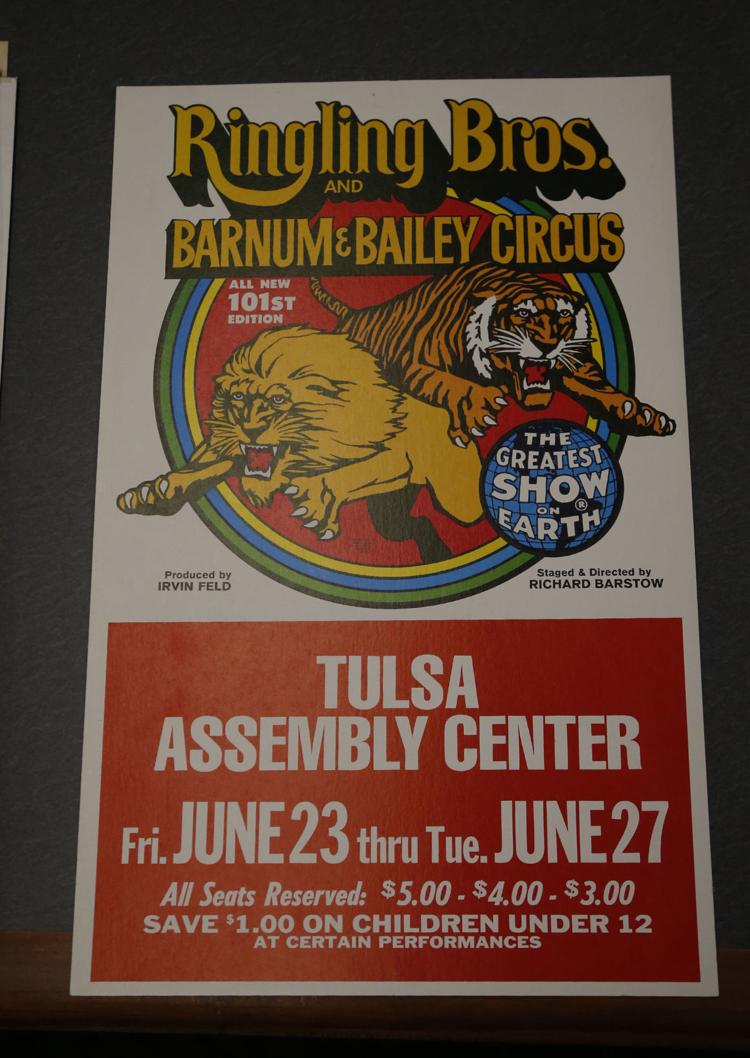 Ringling Bros.
AND
BARNUM & BAILEY CIRCUS
ALL NEW
101ST
EDITION
THE
GREATEST
SHOW
ON
EARTH®
Produced by
IRVIN FELD
Staged & Directed by
RICHARD BARSTOW
TULSA
ASSEMBLY CENTER
Fri. JUNE 23 thru Tue. JUNE 27
All Seats Reserved: $5.00 - $4.00 - $3.00
SAVE $1.00 ON CHILDREN UNDER 12
AT CERTAIN PERFORMANCES